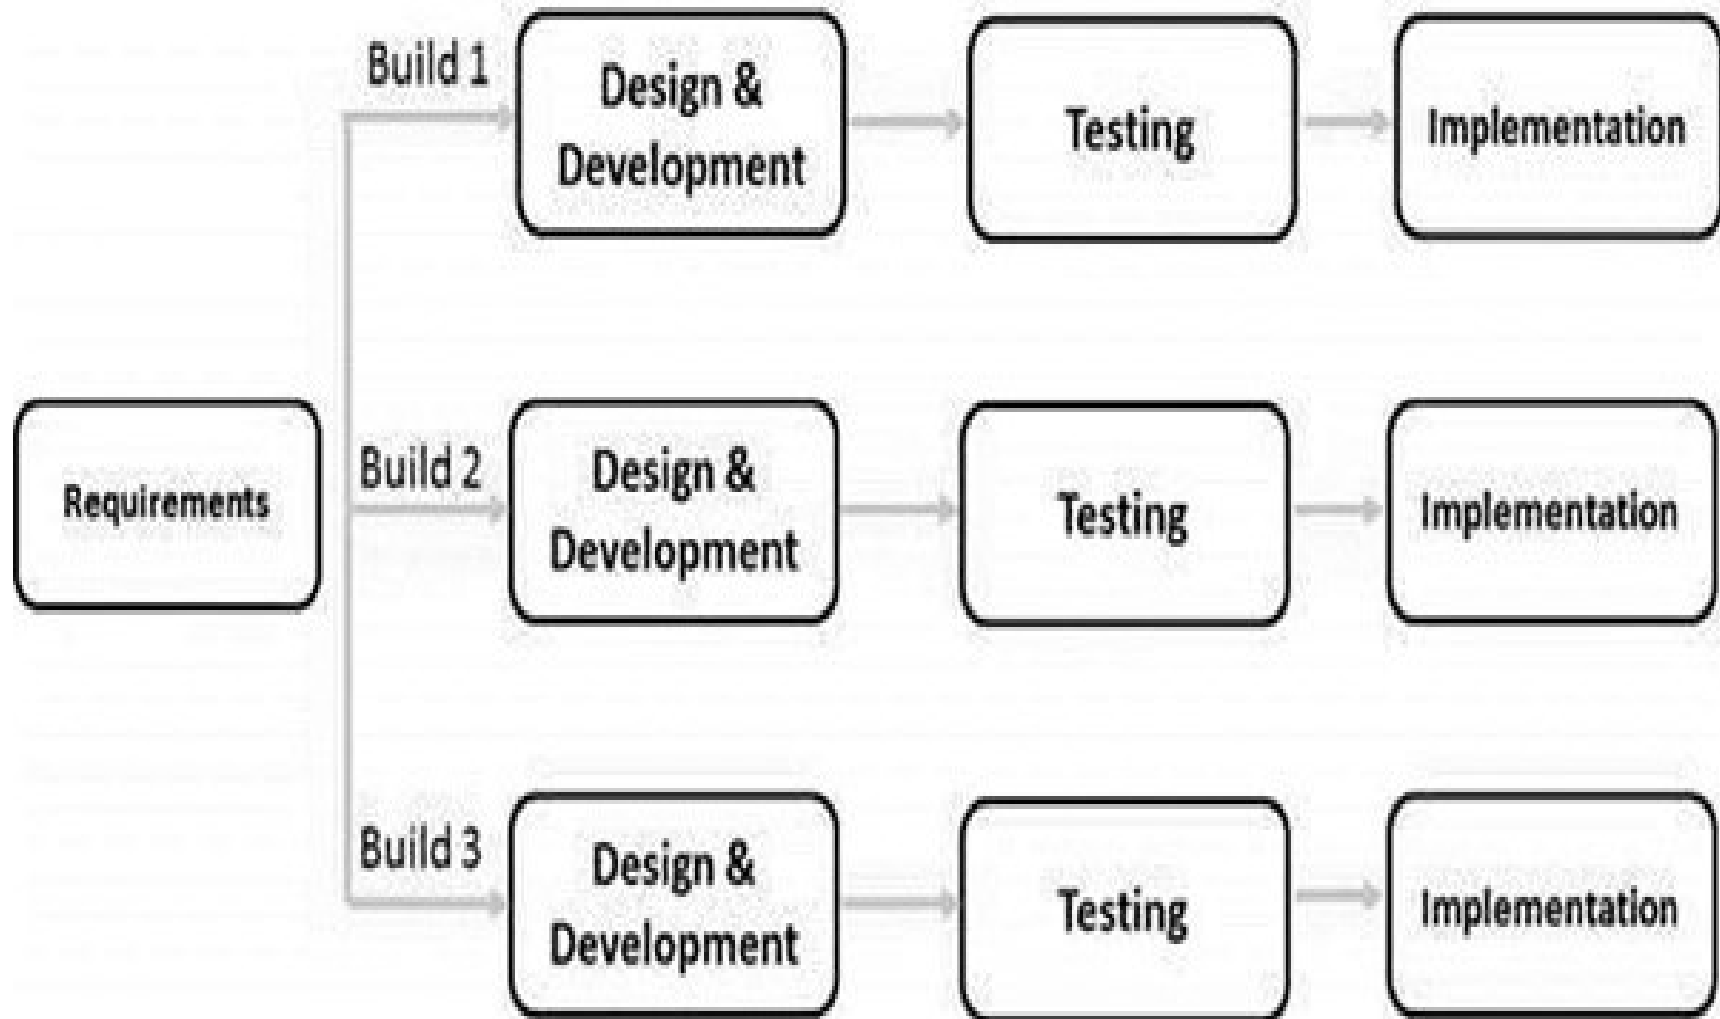 Build 1
Design &
Development
Testing
Implementation
Requirements
Build 2
Design &
Development
Testing
Implementation
Build 3
Design &
Development
Testing
Implementation